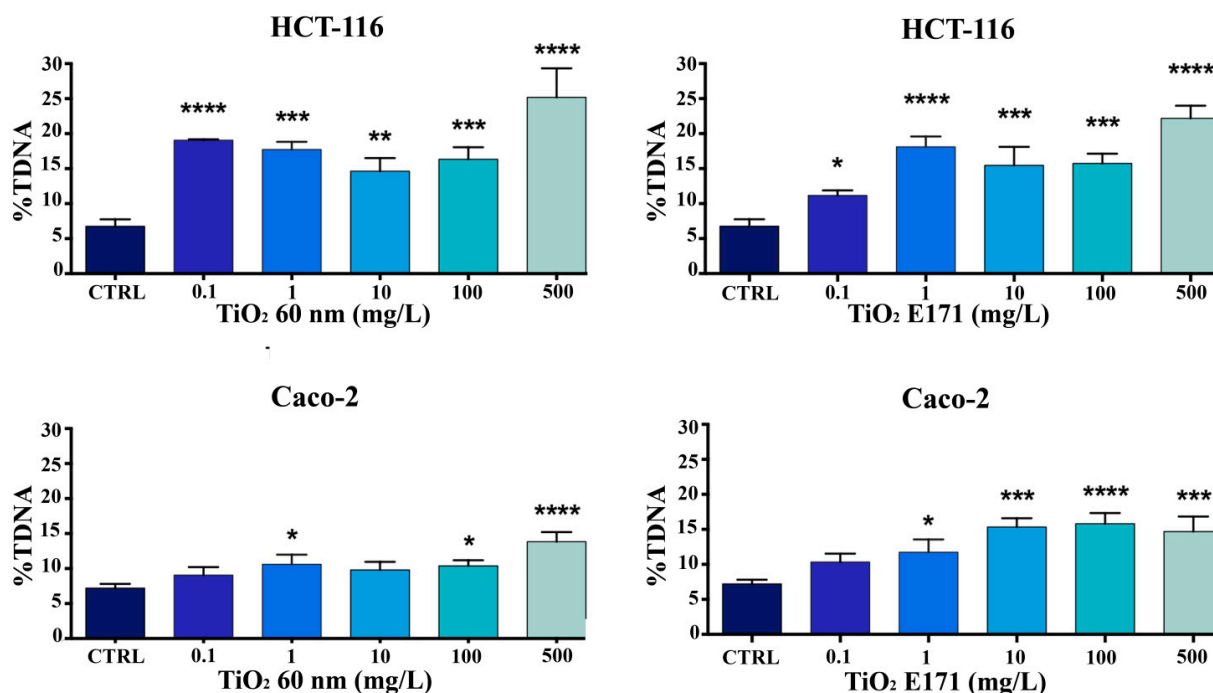 HCT-116
%TDNA
30
25
20
15
10
5
0
****
***
**
***
****
CTRL 0.1 1 10 100 500
TiO₂ 60 nm (mg/L)
HCT-116
%TDNA
30
25
20
15
10
5
0
*
****
***
***
****
CTRL 0.1 1 10 100 500
TiO₂ E171 (mg/L)
Caco-2
%TDNA
30
25
20
15
10
5
0
*
*
****
CTRL 0.1 1 10 100 500
TiO₂ 60 nm (mg/L)
Caco-2
%TDNA
30
25
20
15
10
5
0
*
***
****
***
CTRL 0.1 1 10 100 500
TiO₂ E171 (mg/L)